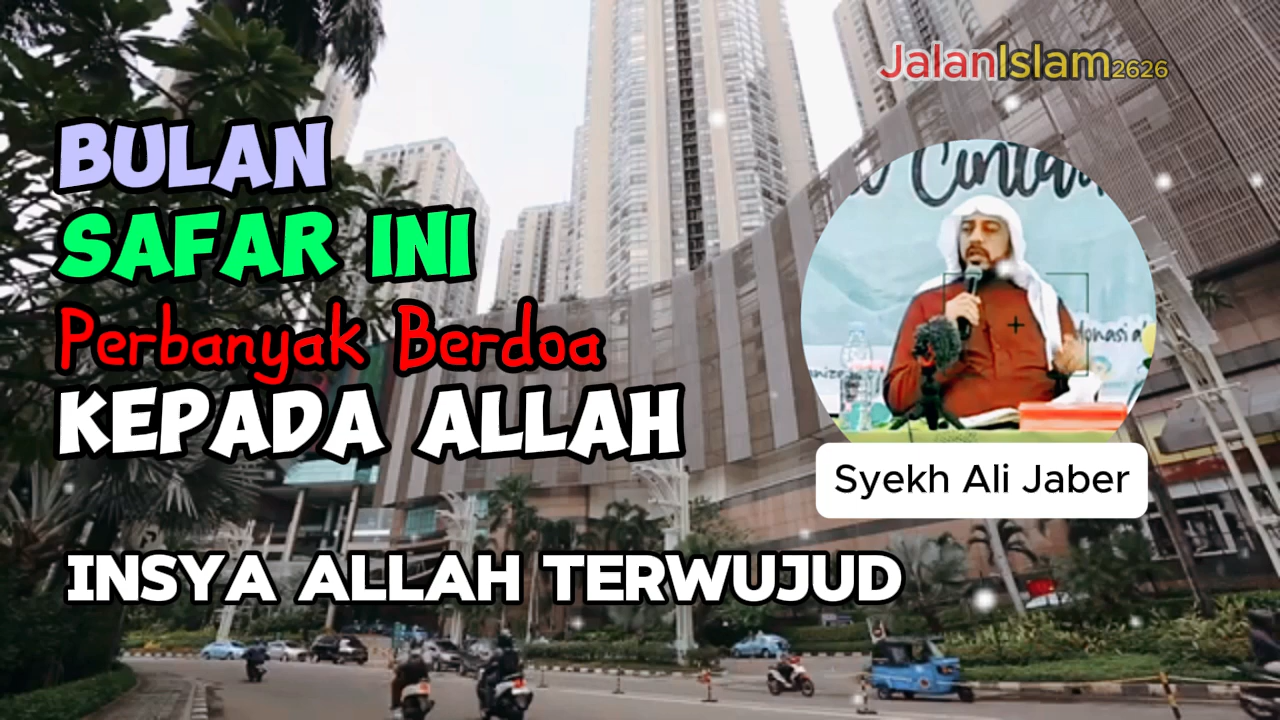 JalanIslam2626
BULAN
SAFAR INI
Perbanyak Berdoa
KEPADA ALLAH
Syekh Ali Jaber
INSYA ALLAH TERWUJUD